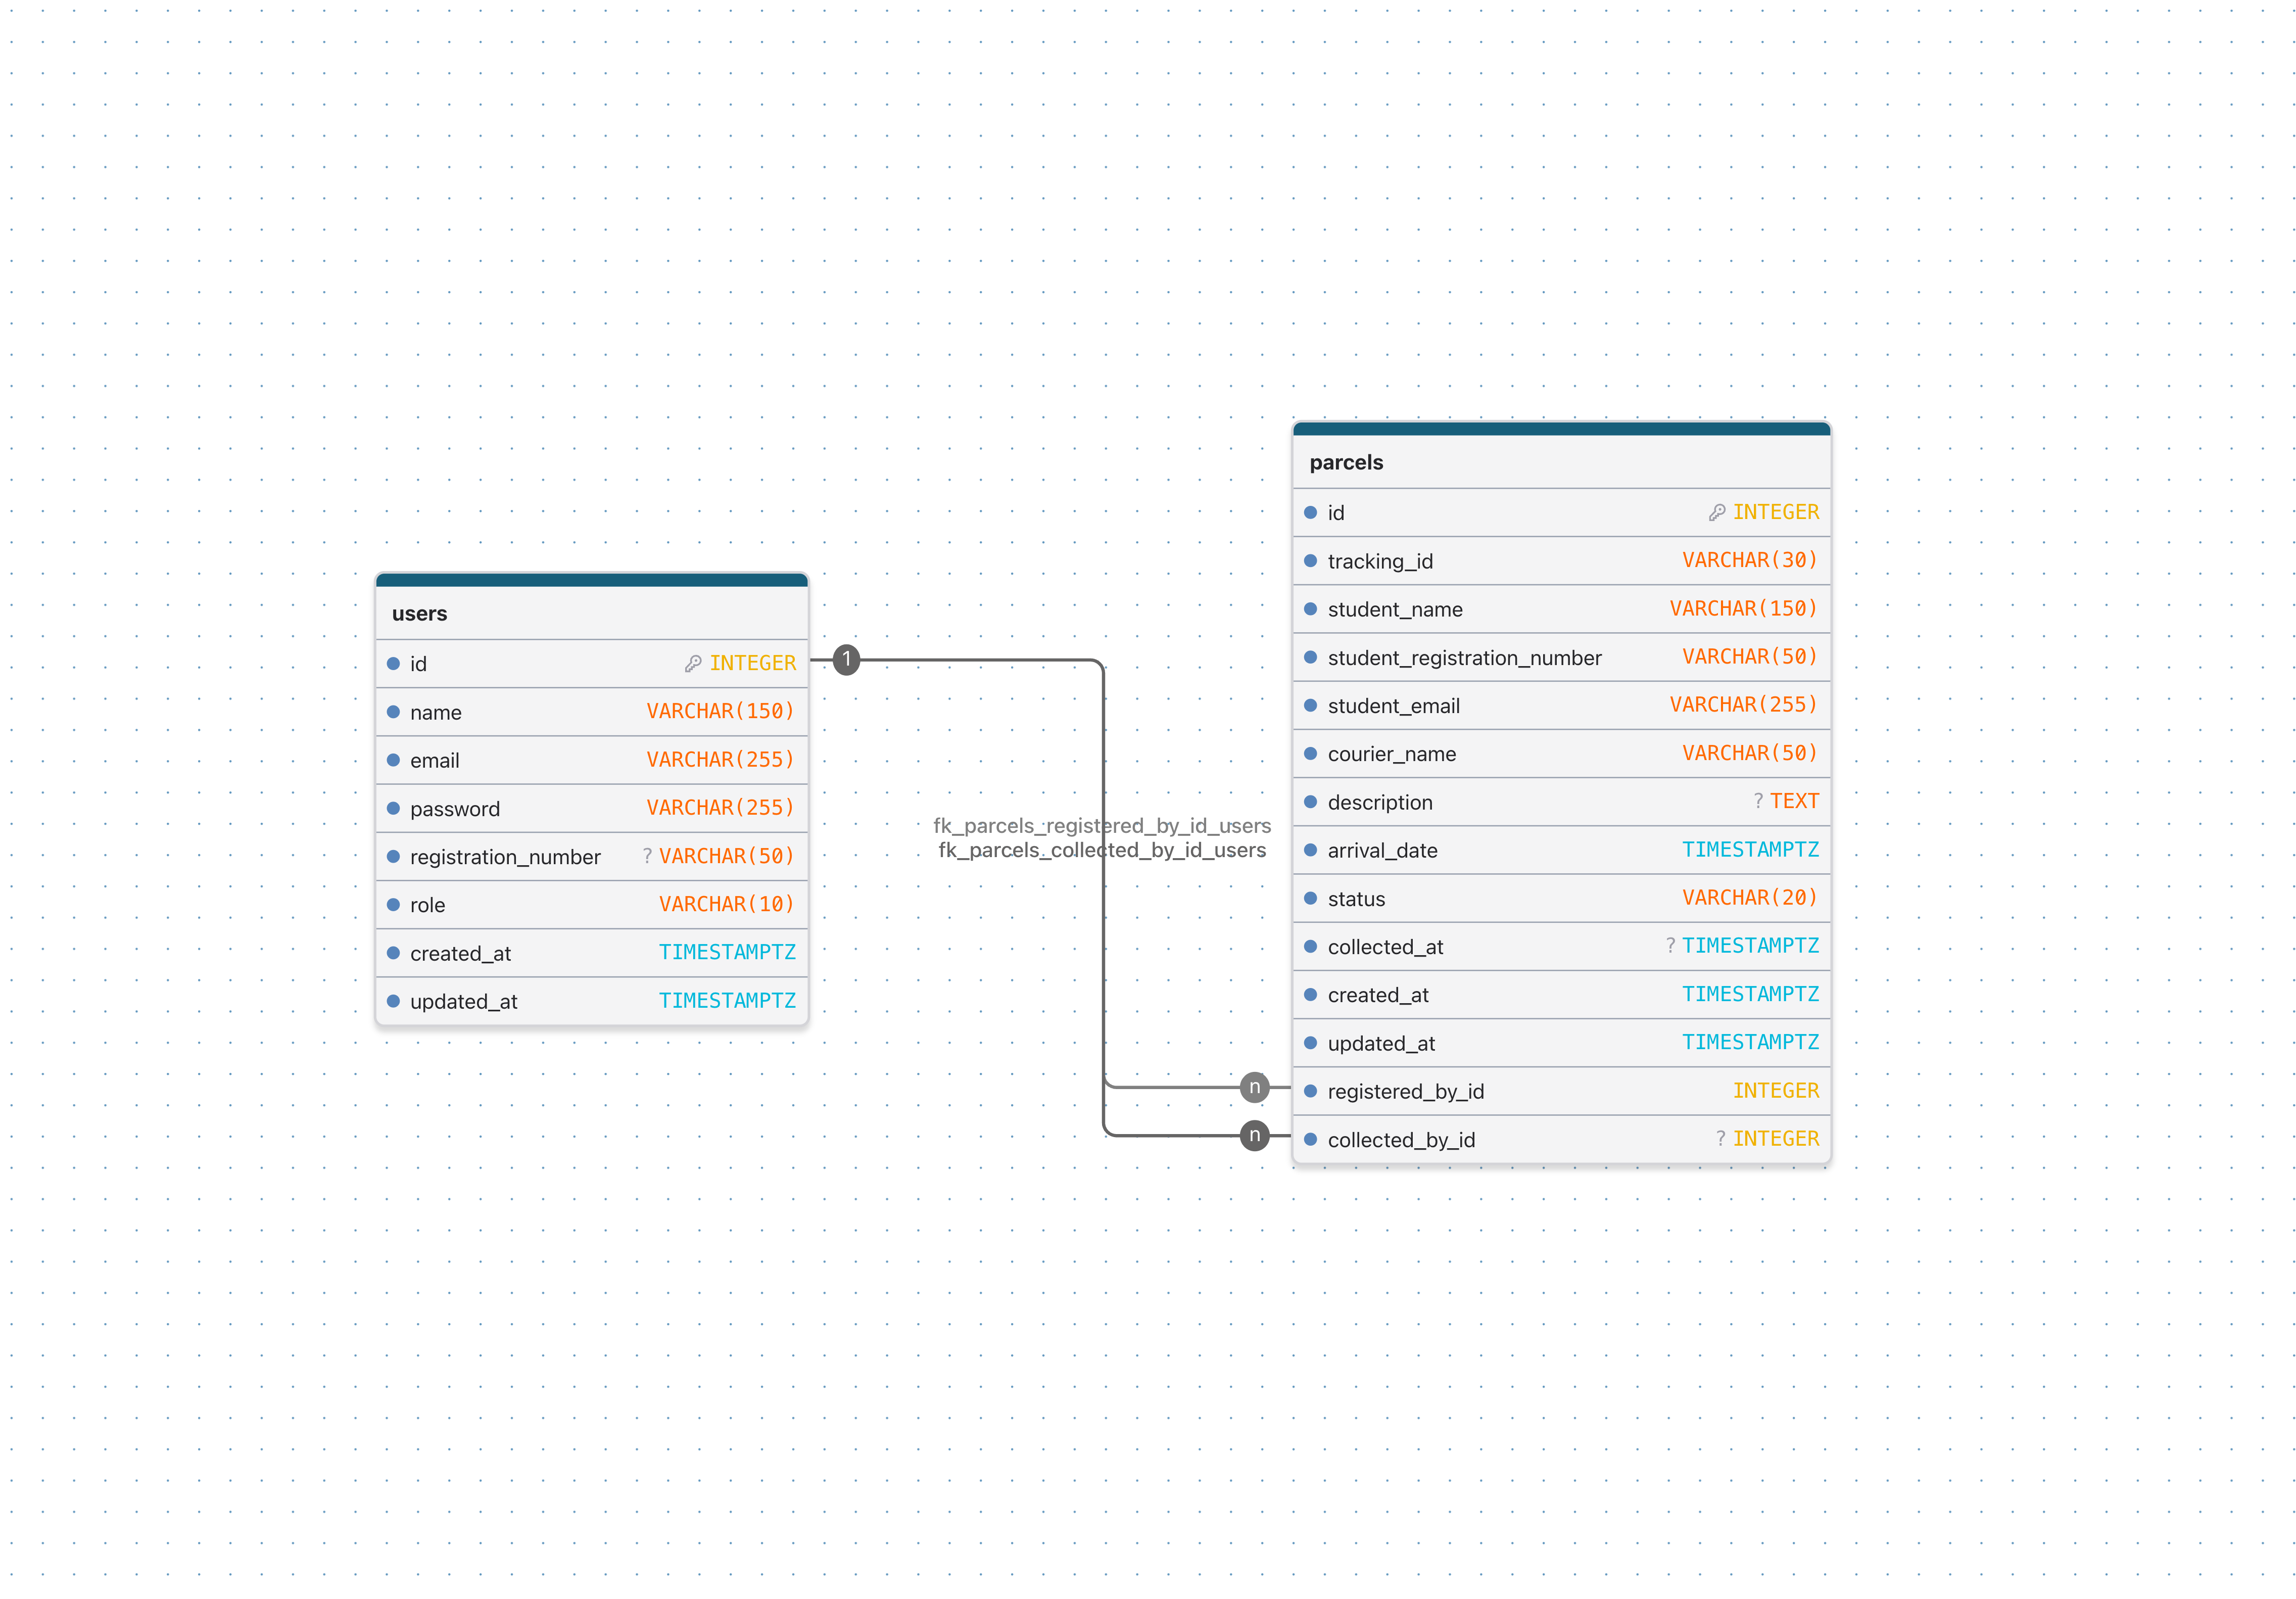 users
id INTEGER
name VARCHAR(150)
email VARCHAR(255)
password VARCHAR(255)
registration_number ? VARCHAR(50)
role VARCHAR(10)
created_at TIMESTAMPTZ
updated_at TIMESTAMPTZ
1
fk_parcels_registered_by_id_users
fk_parcels_collected_by_id_users
n
n
parcels
id INTEGER
tracking_id VARCHAR(30)
student_name VARCHAR(150)
student_registration_number VARCHAR(50)
student_email VARCHAR(255)
courier_name VARCHAR(50)
description ? TEXT
arrival_date TIMESTAMPTZ
status VARCHAR(20)
collected_at ? TIMESTAMPTZ
created_at TIMESTAMPTZ
updated_at TIMESTAMPTZ
registered_by_id INTEGER
collected_by_id ? INTEGER